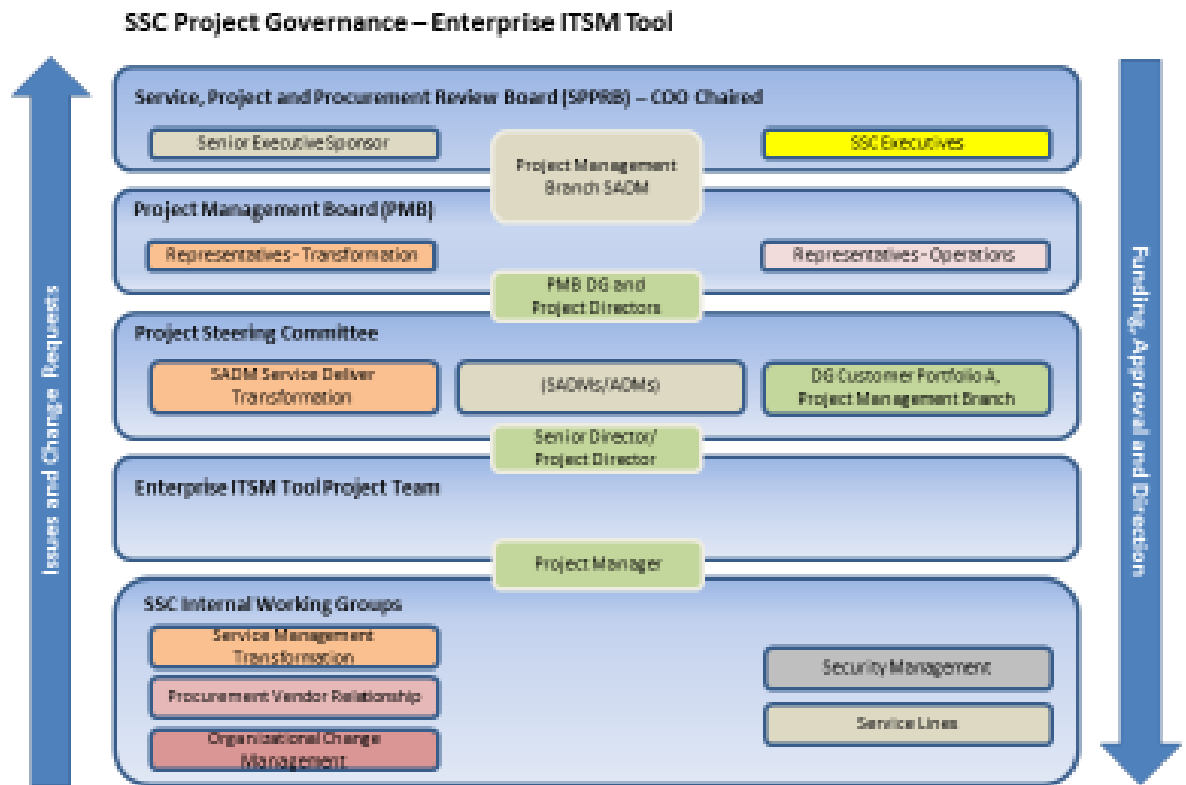 SSC Project Governance – Enterprise ITSM Tool
Service, Project and Procurement Review Board (SPPRB) – COO Chaired
Senior Executive Sponsor
SSC Executives
Project Management
Branch SADM
Project Management Board (PMB)
Representatives - Transformation
Representatives - Operations
PMB DG and
Project Directors
Project Steering Committee
SADM Service Deliver
Transformation
(SADMs/ADMs)
DG Customer Portfolio A,
Project Management Branch
Senior Director/
Project Director
Enterprise ITSM Tool Project Team
Project Manager
SSC Internal Working Groups
Service Management
Transformation
Procurement Vendor Relationship
Organizational Change
Management
Security Management
Service Lines
Issues and Change Requests
Funding, Approval and Direction